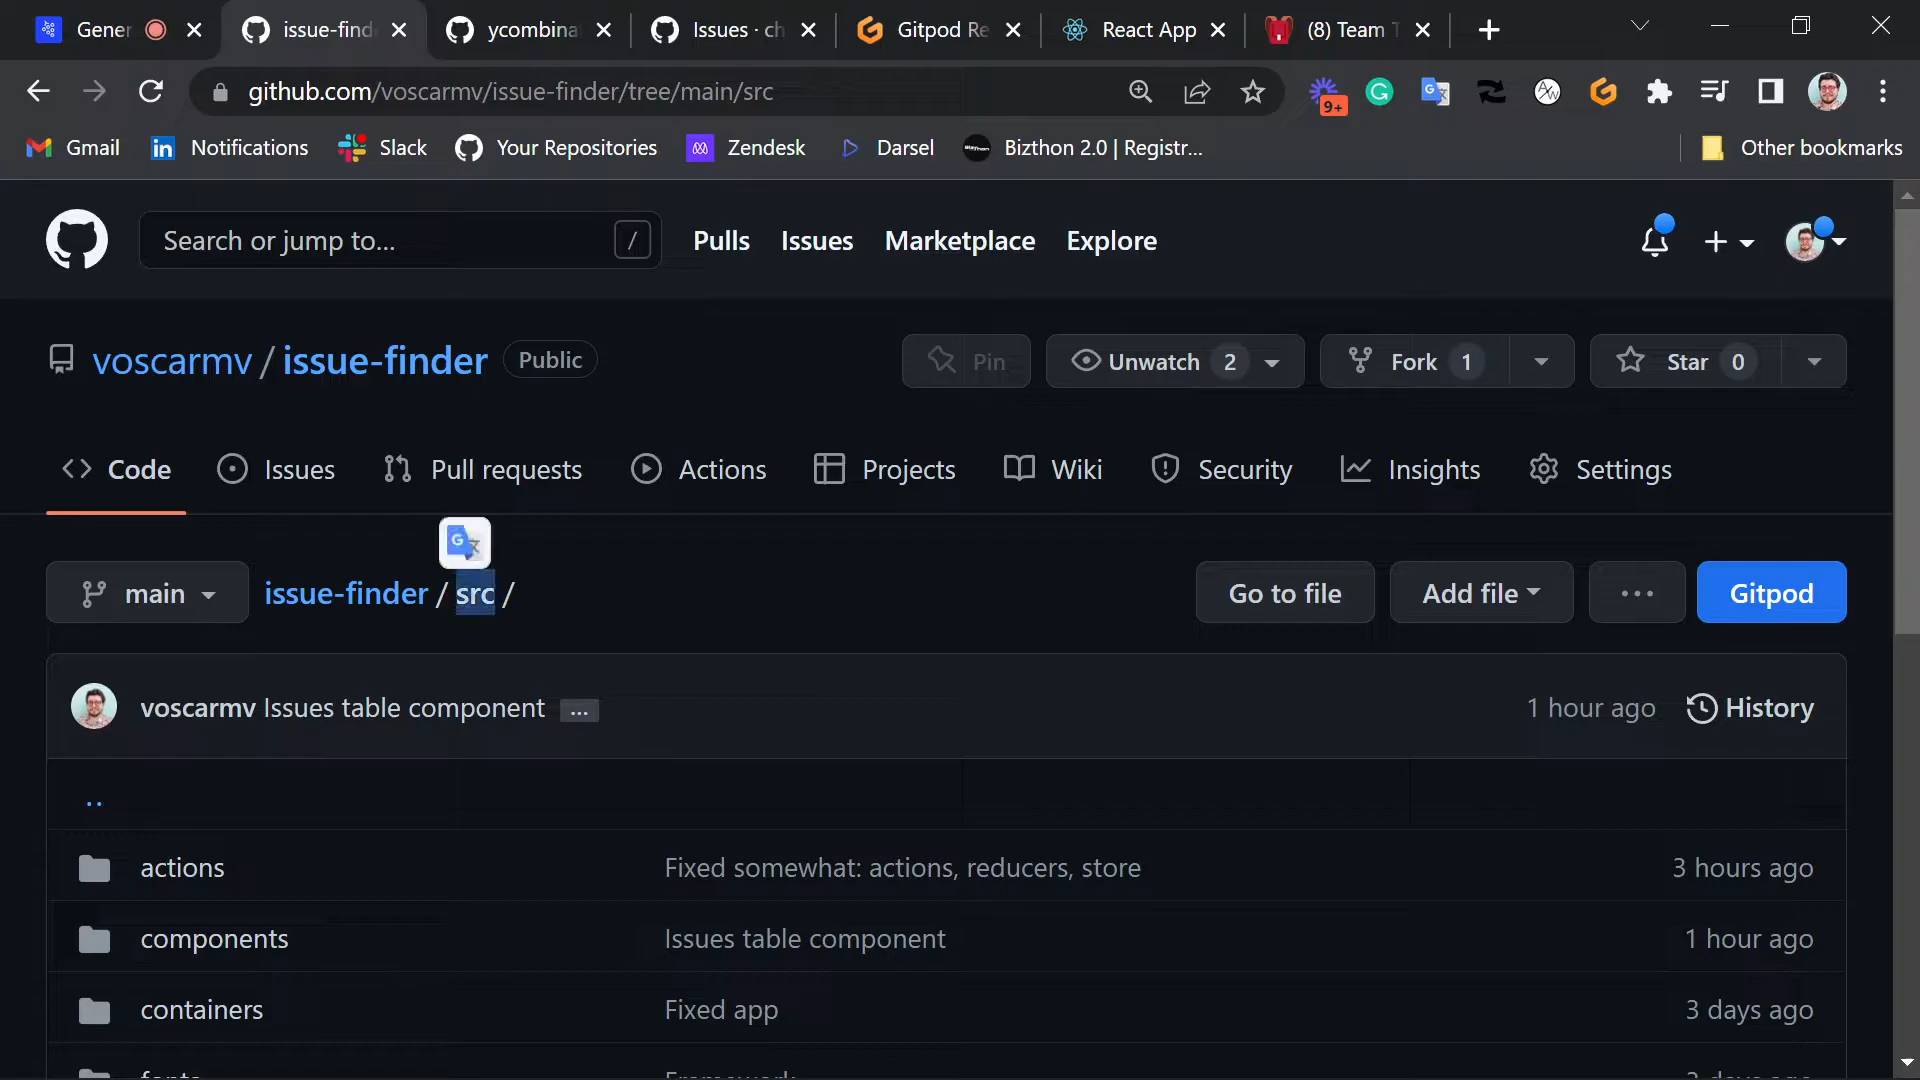 Gener
issue-find
ycombina
Issues · ch
Gitpod Re
React App
(8) Team T
github.com/voscarmv/issue-finder/tree/main/src
9+
Gmail
Notifications
Slack
Your Repositories
Zendesk
Darsel
Bizthon 2.0 | Registr...
Other bookmarks
Search or jump to...
/
Pulls
Issues
Marketplace
Explore
voscarmv / issue-finder
Public
Pin
Unwatch 2
Fork 1
Star 0
Code
Issues
Pull requests
Actions
Projects
Wiki
Security
Insights
Settings
main
issue-finder / src /
Go to file
Add file
...
Gitpod
voscarmv Issues table component ...
1 hour ago
History
..
actions
Fixed somewhat: actions, reducers, store
3 hours ago
components
Issues table component
1 hour ago
containers
Fixed app
3 days ago